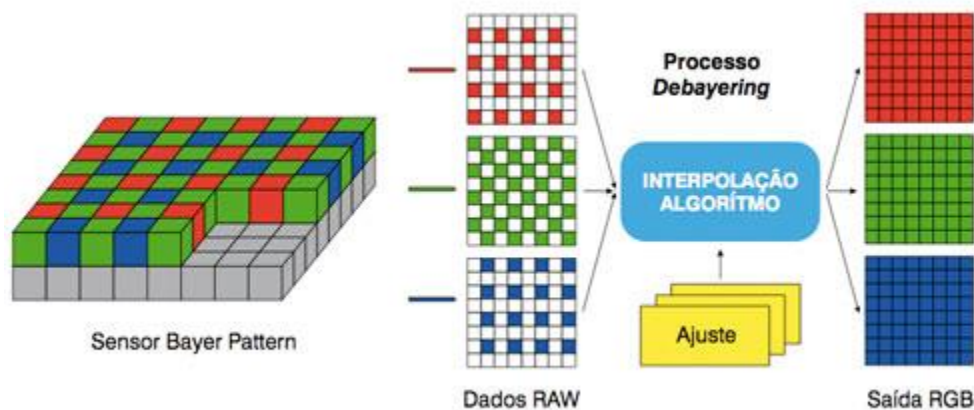 Processo
Debayering
INTERPOLAÇÃO
ALGORÍTMO
Ajuste
Sensor Bayer Pattern
Dados RAW
Saída RGB